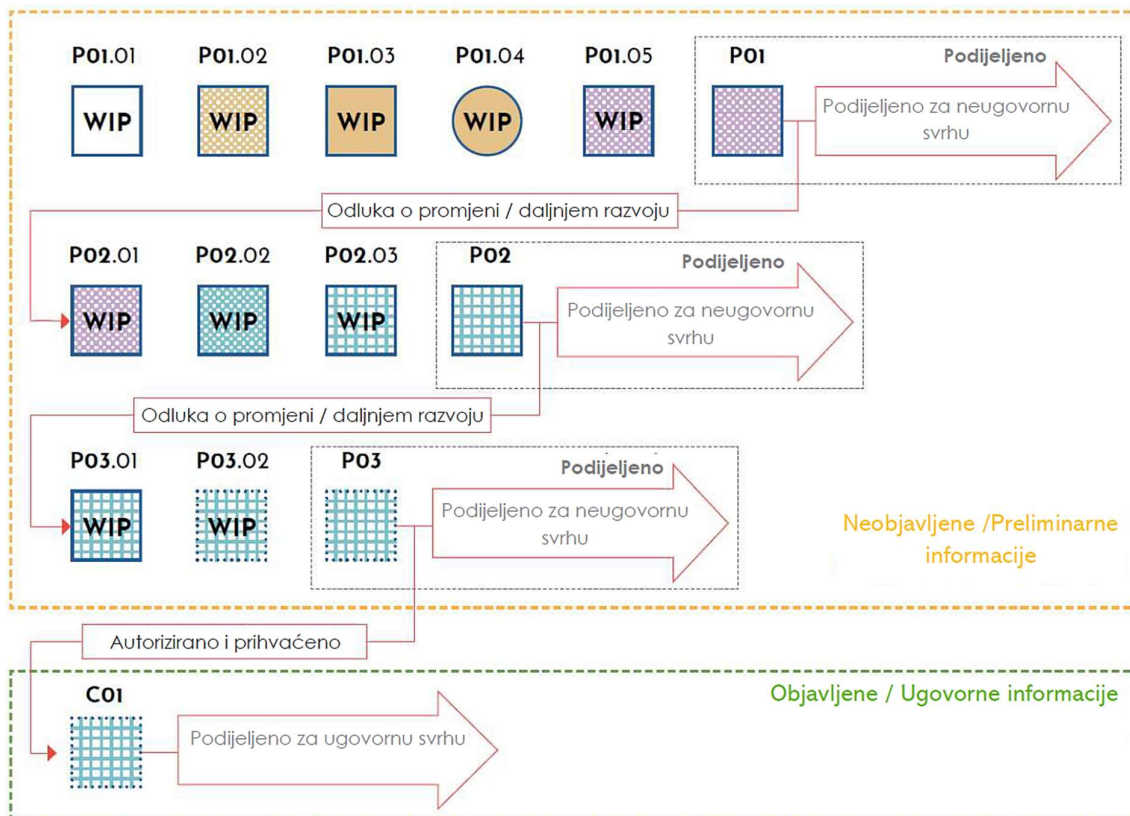 P01.01
P01.02
P01.03
P01.04
P01.05
P01
Podijeljeno
WIP
WIP
WIP
WIP
WIP
Podijeljeno za neugovornu
svrhu
Odluka o promjeni / daljnjem razvoju
P02.01
P02.02
P02.03
P02
Podijeljeno
WIP
WIP
WIP
Podijeljeno za neugovornu
svrhu
Odluka o promjeni / daljnjem razvoju
P03.01
P03.02
P03
Podijeljeno
WIP
WIP
Podijeljeno za neugovornu
svrhu
Neobjavljene /Preliminarne
informacije
Autorizirano i prihvaćeno
Objavljene / Ugovorne informacije
C01
Podijeljeno za ugovornu svrhu